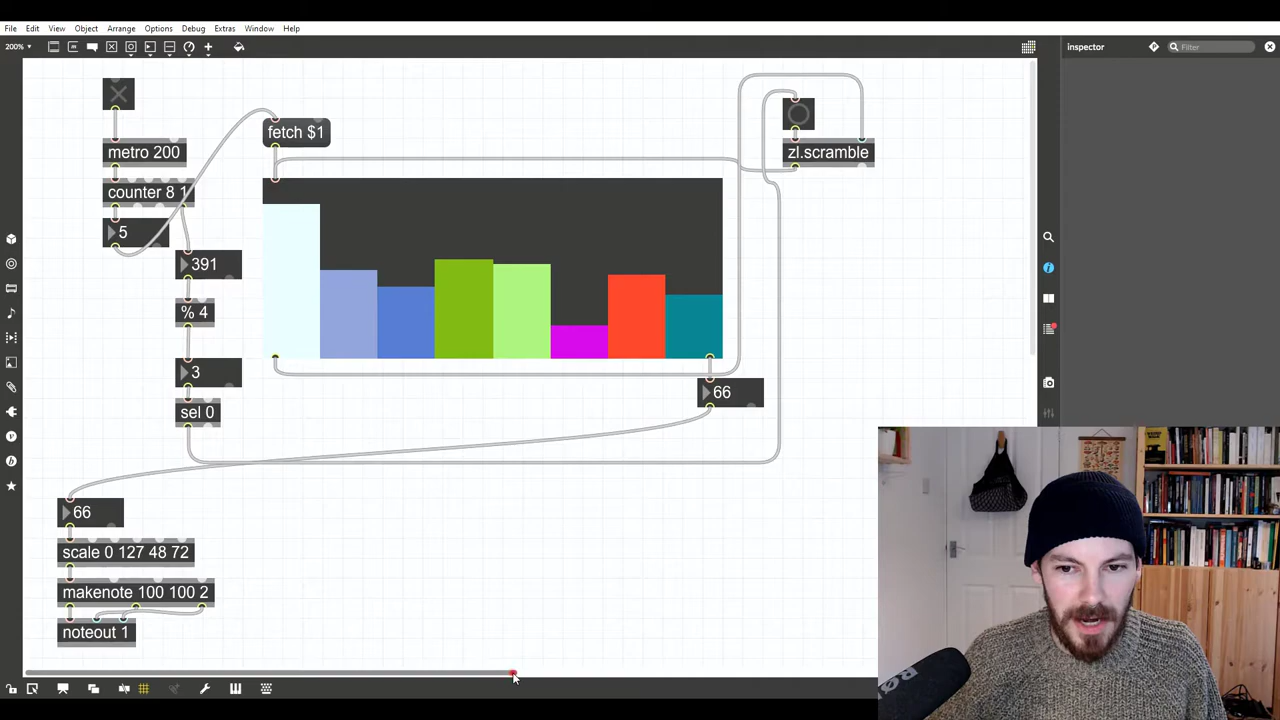 File Edit View Object Arrange Options Debug Extras Window Help
200%
inspector
Filter
fetch $1
metro 200
zl.scramble
counter 8 1
5
391
% 4
3
66
sel 0
66
scale 0 127 48 72
makenote 100 100 2
noteout 1